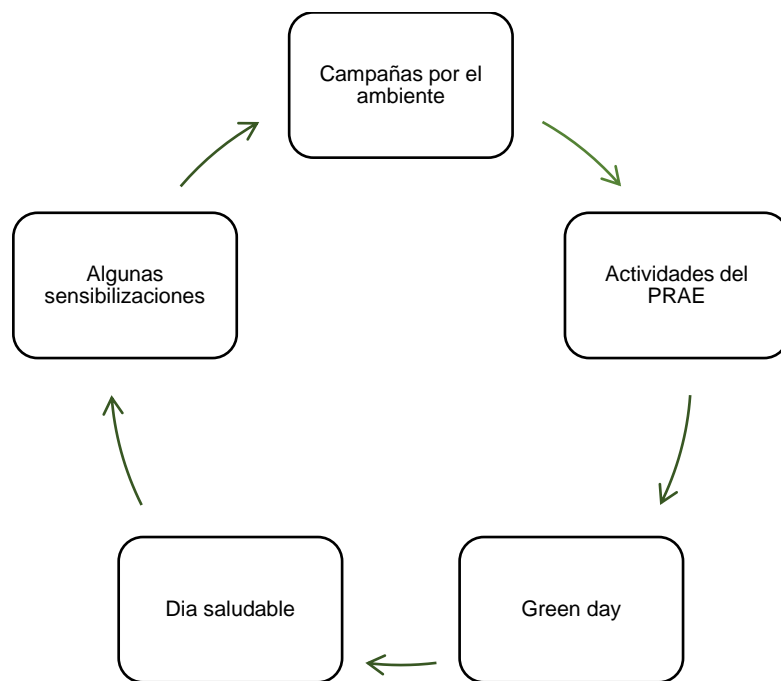 Campañas por el
ambiente
Actividades del
PRAE
Green day
Dia saludable
Algunas
sensibilizaciones